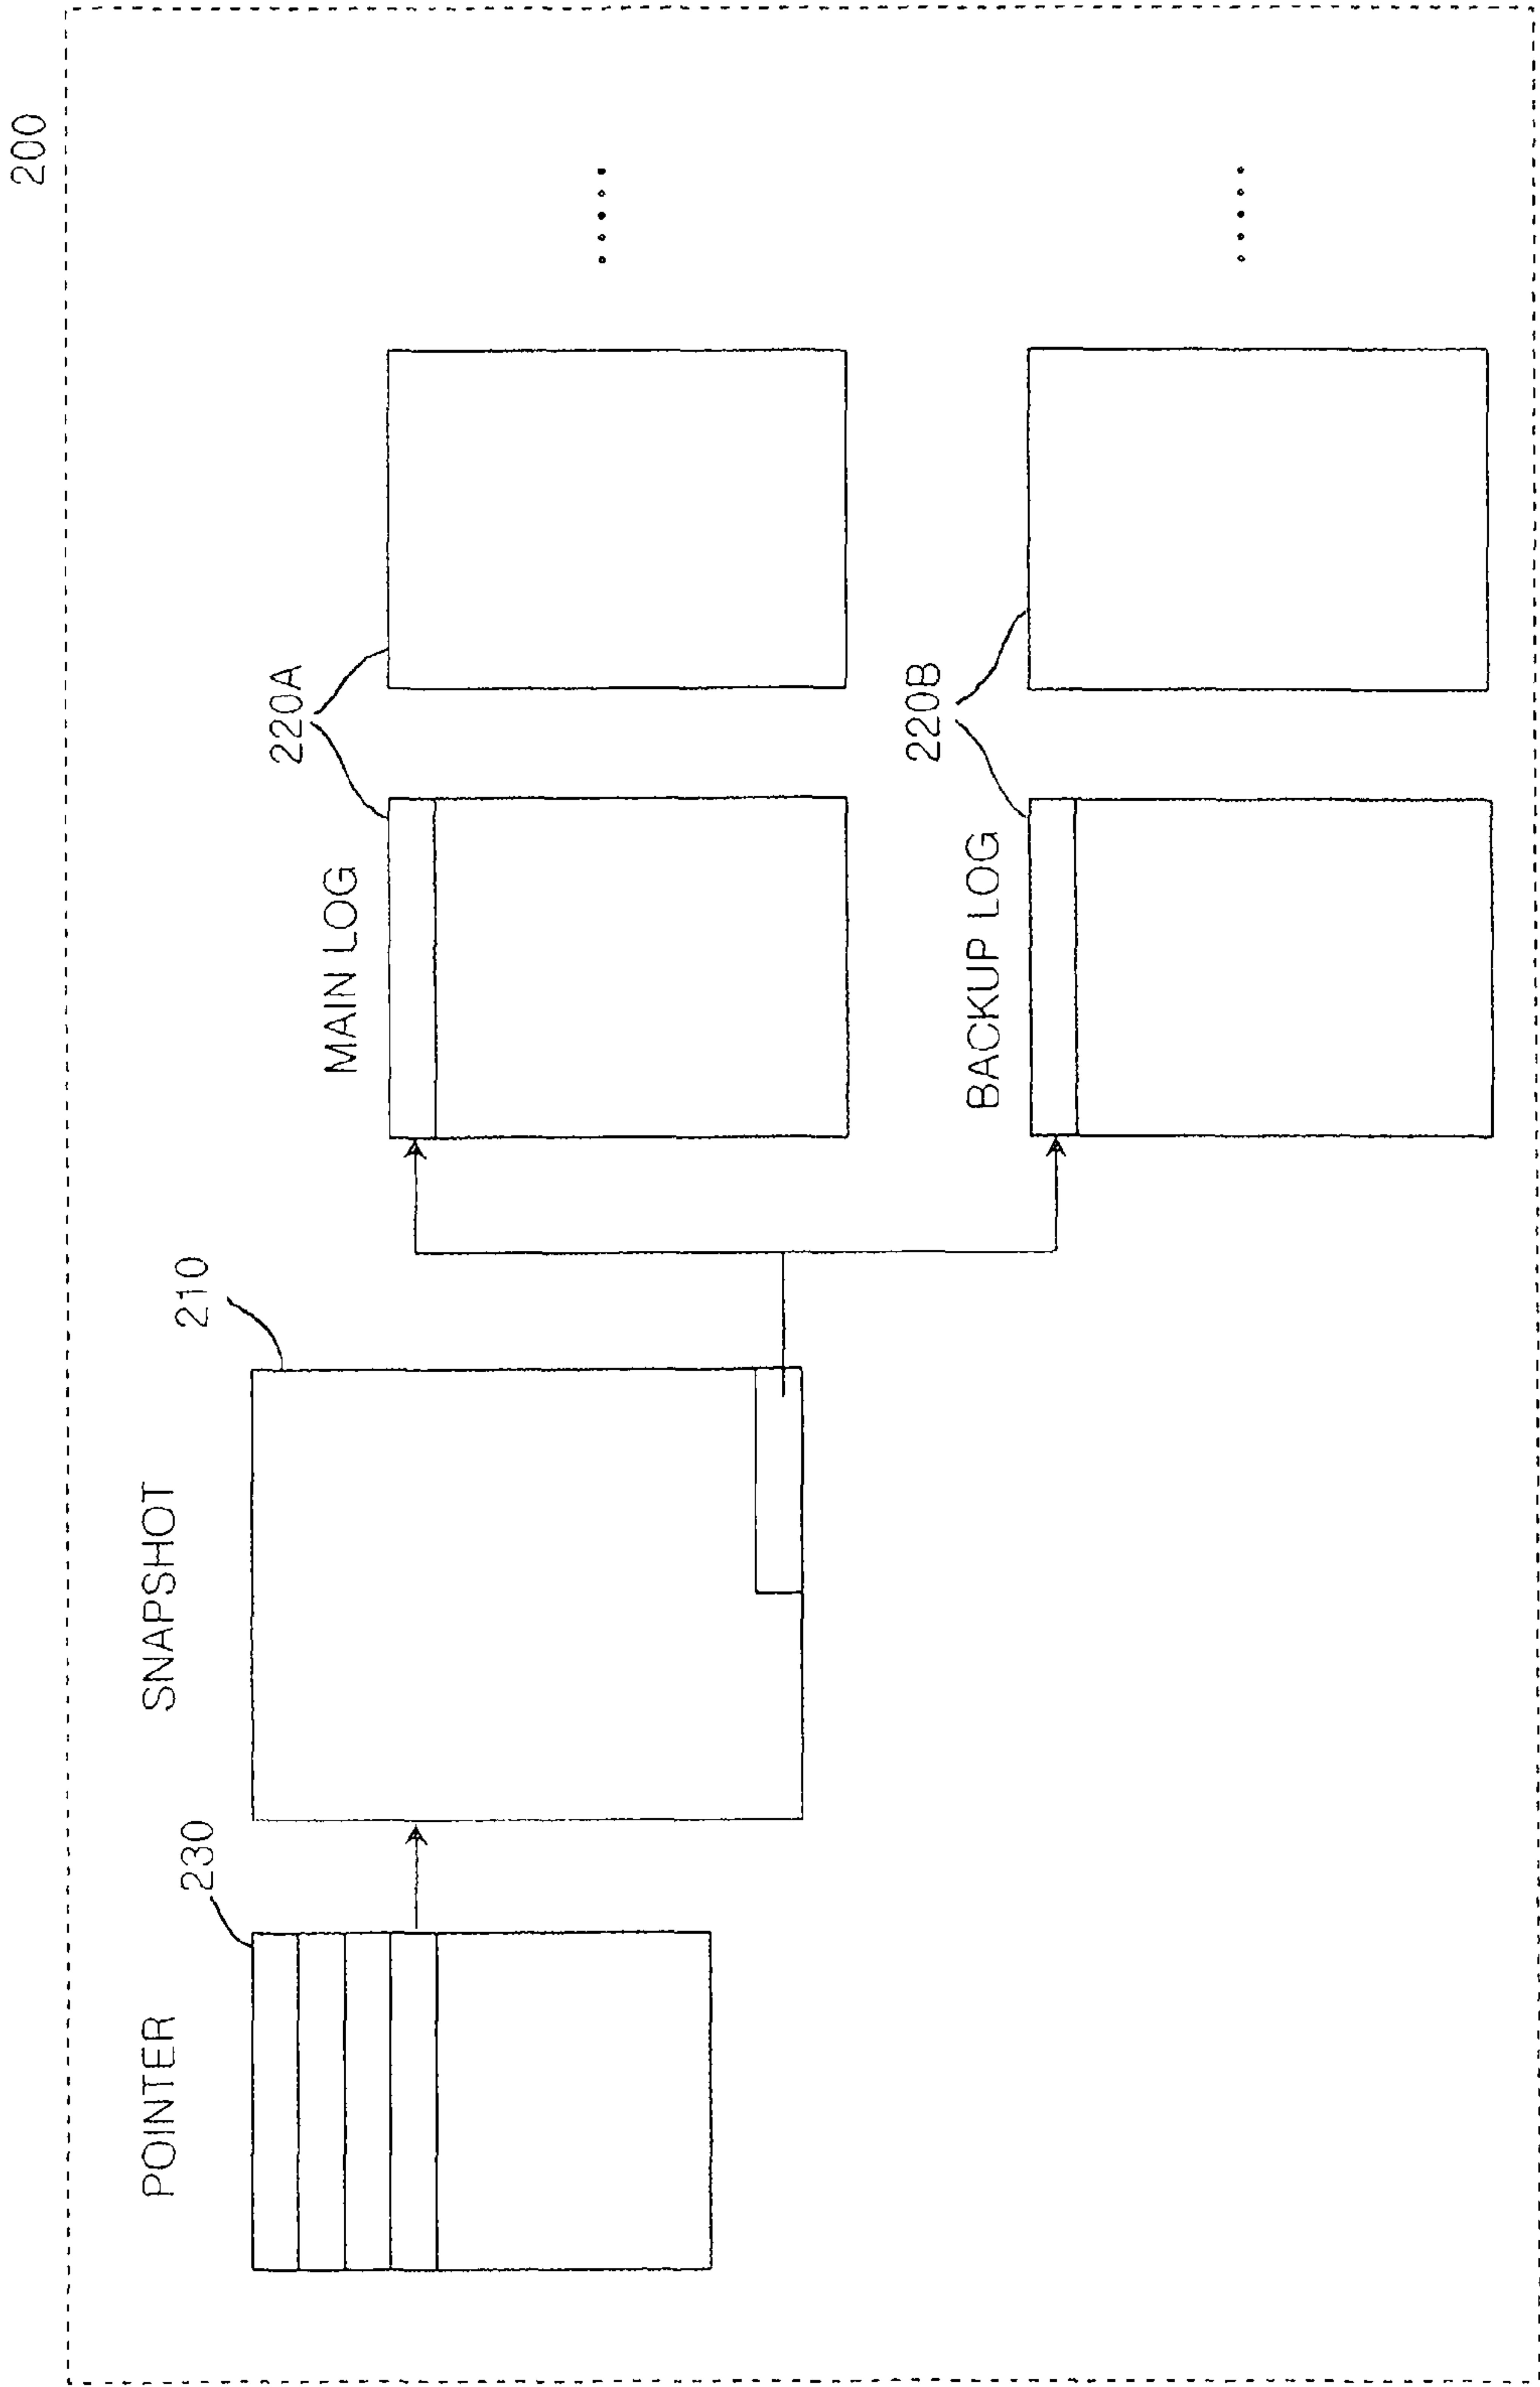 200
POINTER
230
SNAPSHOT
210
MAIN LOG
220A
BACKUP LOG
220B